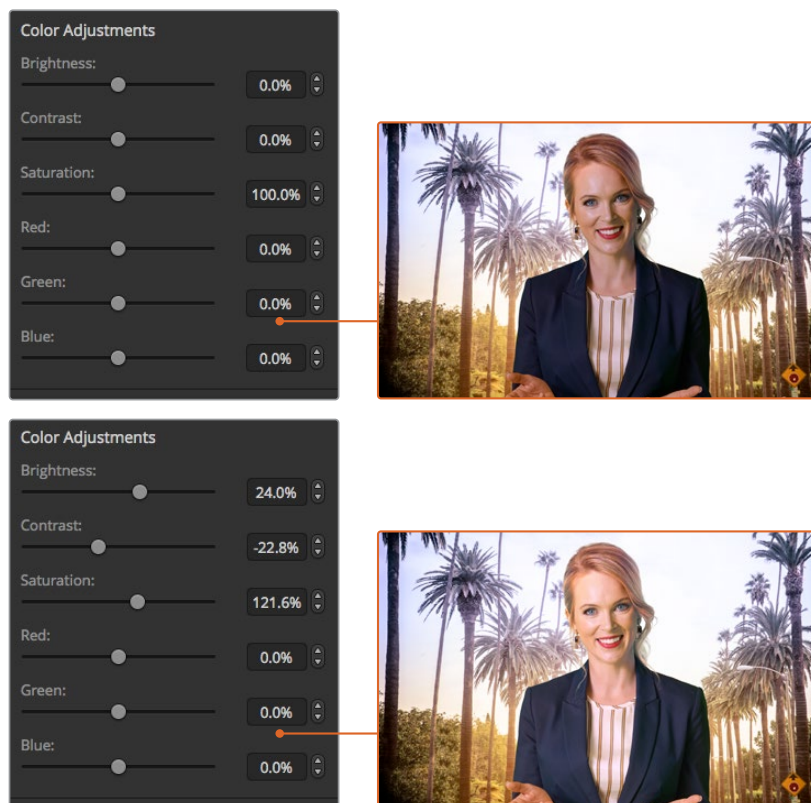 Color Adjustments
Brightness:
0.0%
Contrast:
0.0%
Saturation:
100.0%
Red:
0.0%
Green:
0.0%
Blue:
0.0%
Color Adjustments
Brightness:
24.0%
Contrast:
-22.8%
Saturation:
121.6%
Red:
0.0%
Green:
0.0%
Blue:
0.0%